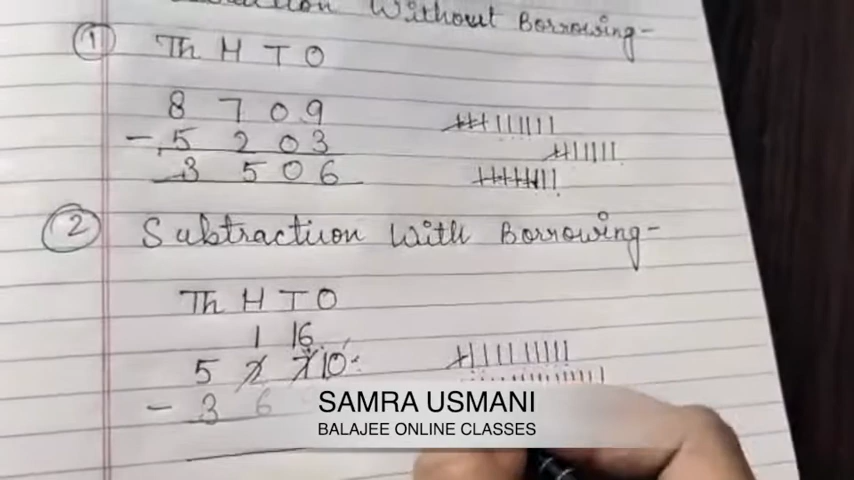 Without Borrowing-
1 Th H T O
8 7 0 9
- 5 2 0 3
3 5 0 6
2 Subtractiion With Borrowing-
Th H T O
1 16
5 2 7 10
- 3 6
SAMRA USMANI
BALAJEE ONLINE CLASSES